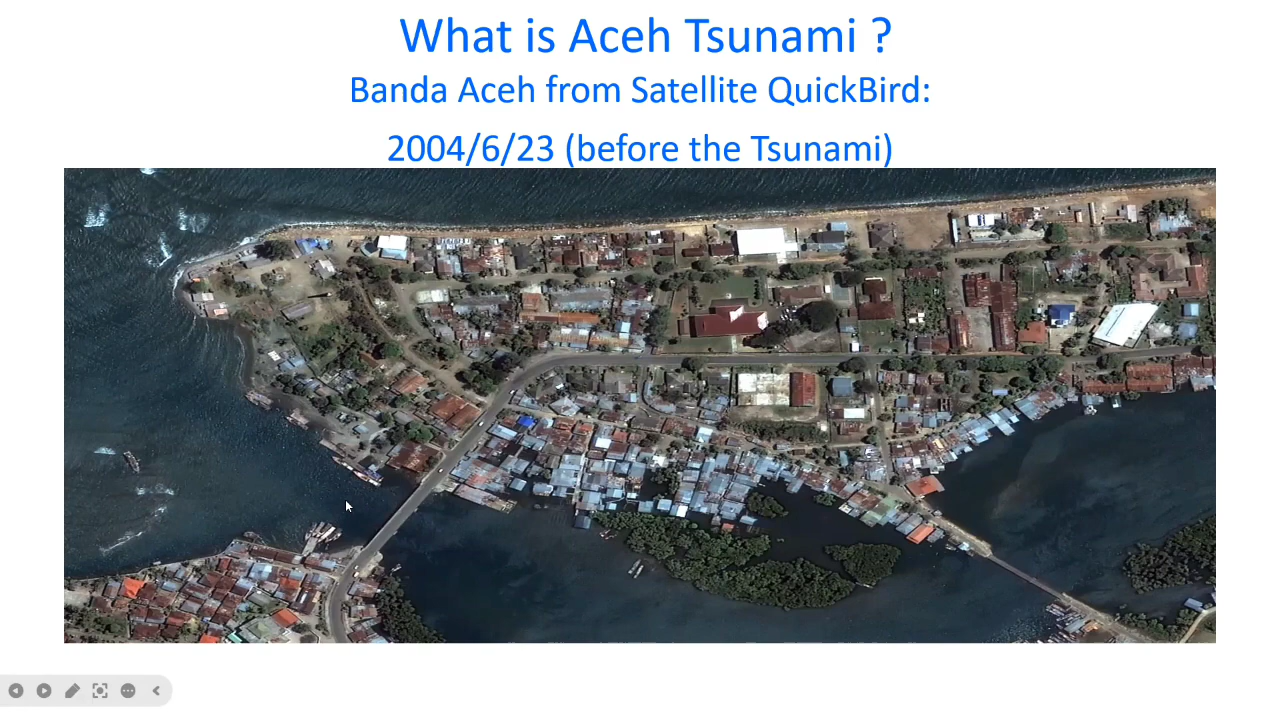 What is Aceh Tsunami ?
Banda Aceh from Satellite QuickBird:
2004/6/23 (before the Tsunami)